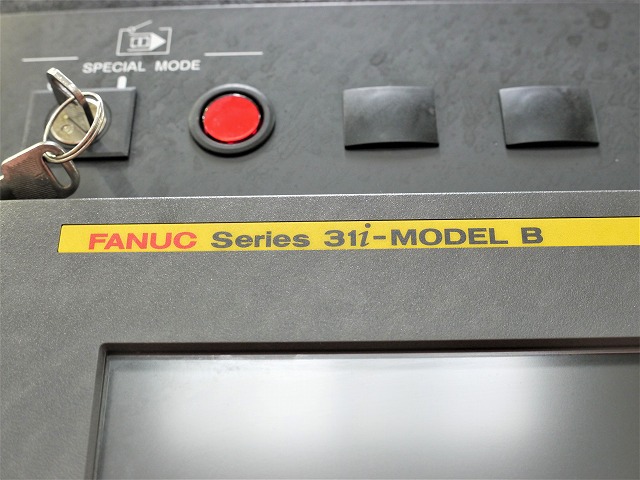 SPECIAL MODE
FANUC Series 31i-MODEL B